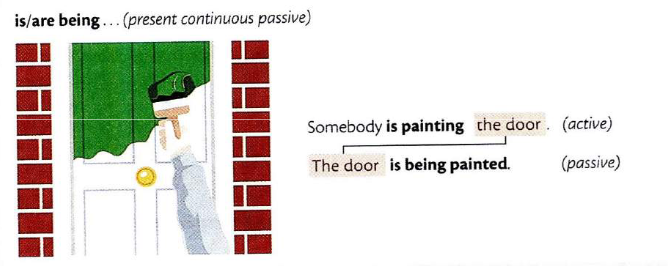 is/are being ... (present continuous passive)
Somebody is painting the door . (active)
The door is being painted. (passive)